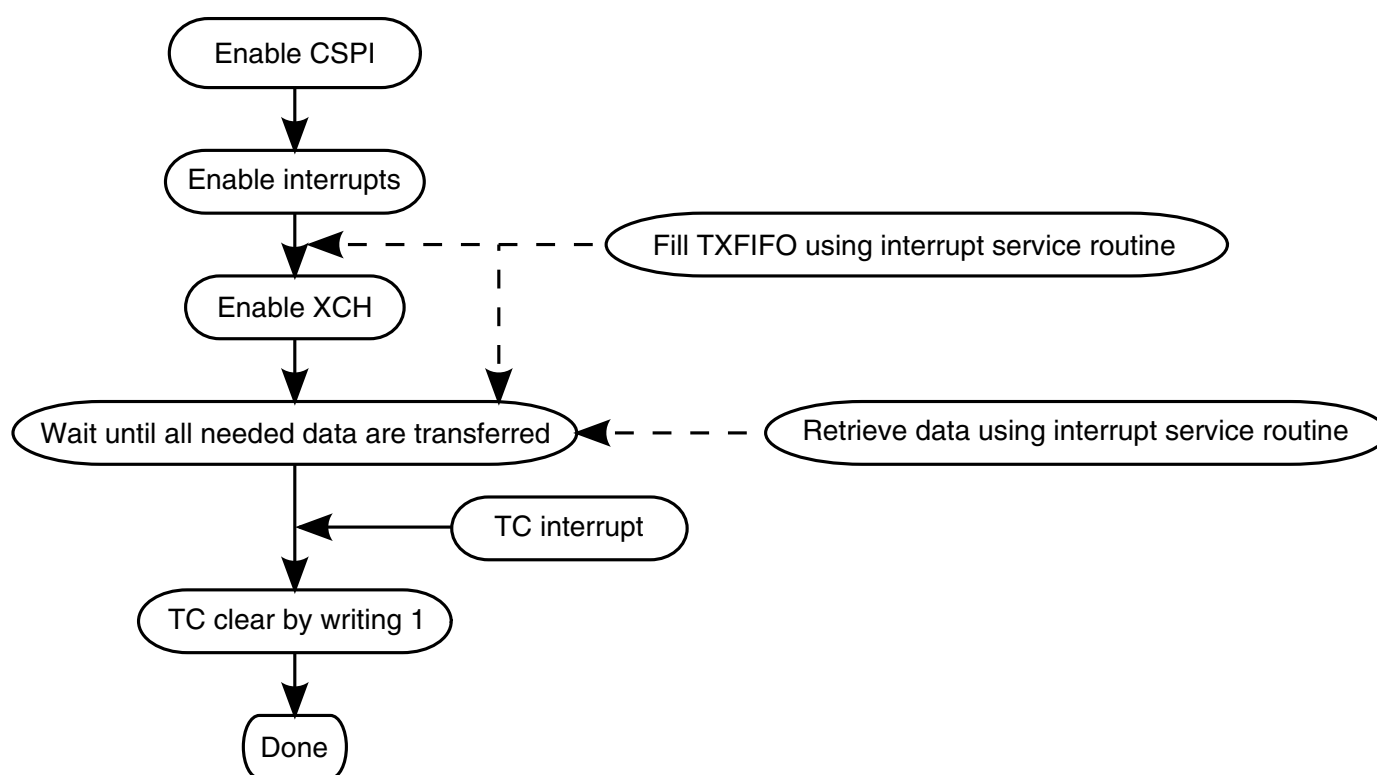 Enable CSPI
Enable interrupts
Fill TXFIFO using interrupt service routine
Enable XCH
Wait until all needed data are transferred
Retrieve data using interrupt service routine
TC interrupt
TC clear by writing 1
Done